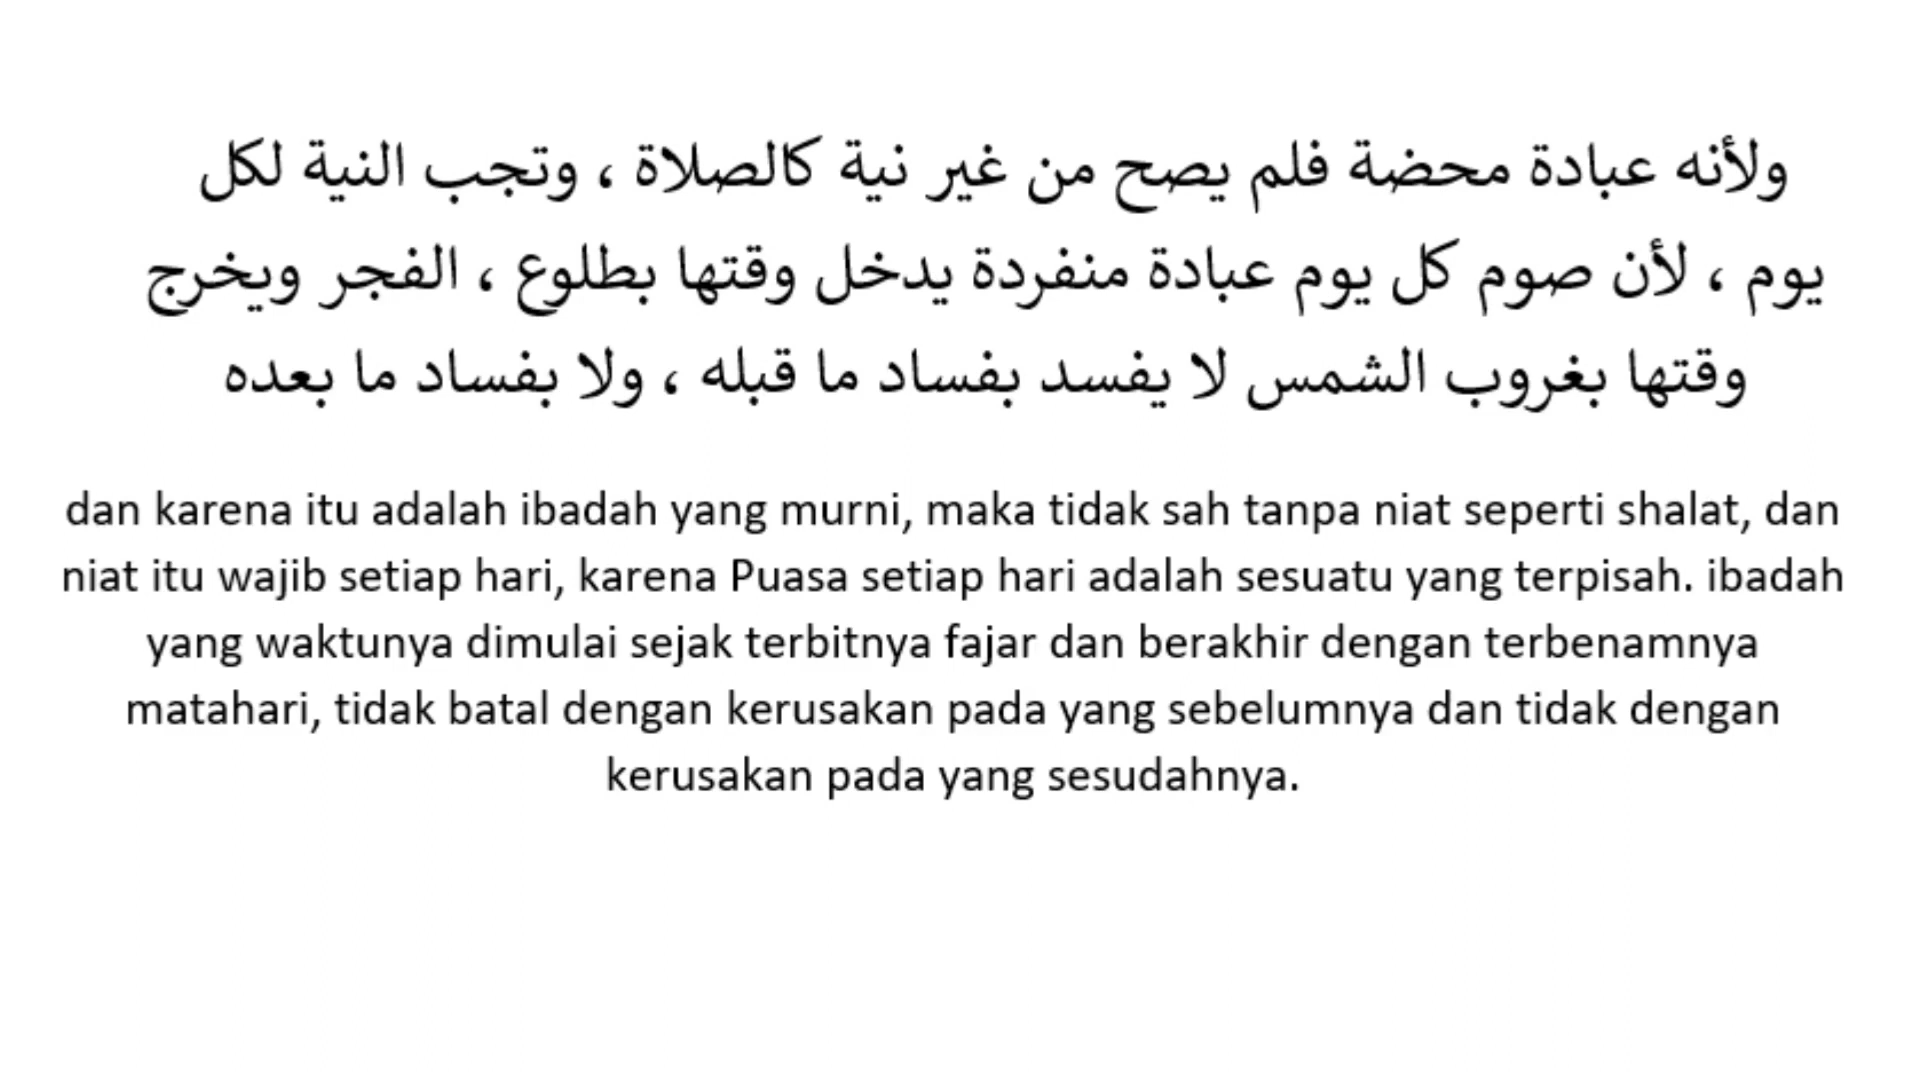 ولأنه عبادة محضة فلم يصح من غير نية كالصلاة ، وتجب النية لكل
يوم ، لأن صوم كل يوم عبادة منفردة يدخل وقتها بطلوع ، الفجر ويخرج
وقتها بغروب الشمس لا يفسد بفساد ما قبله ، ولا بفساد ما بعده
dan karena itu adalah ibadah yang murni, maka tidak sah tanpa niat seperti shalat, dan
niat itu wajib setiap hari, karena Puasa setiap hari adalah sesuatu yang terpisah. ibadah
yang waktunya dimulai sejak terbitnya fajar dan berakhir dengan terbenamnya
matahari, tidak batal dengan kerusakan pada yang sebelumnya dan tidak dengan
kerusakan pada yang sesudahnya.